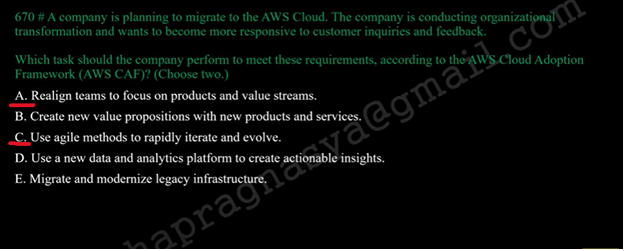 670 # A company is planning to migrate to the AWS Cloud. The company is conducting organizational
transformation and wants to become more responsive to customer inquiries and feedback.
Which task should the company perform to meet these requirements, according to the AWS Cloud Adoption
Framework (AWS CAF)? (Choose two.)
A. Realign teams to focus on products and value streams.
B. Create new value propositions with new products and services.
C. Use agile methods to rapidly iterate and evolve.
D. Use a new data and analytics platform to create actionable insights.
E. Migrate and modernize legacy infrastructure.
hapragnasya@gmail.com